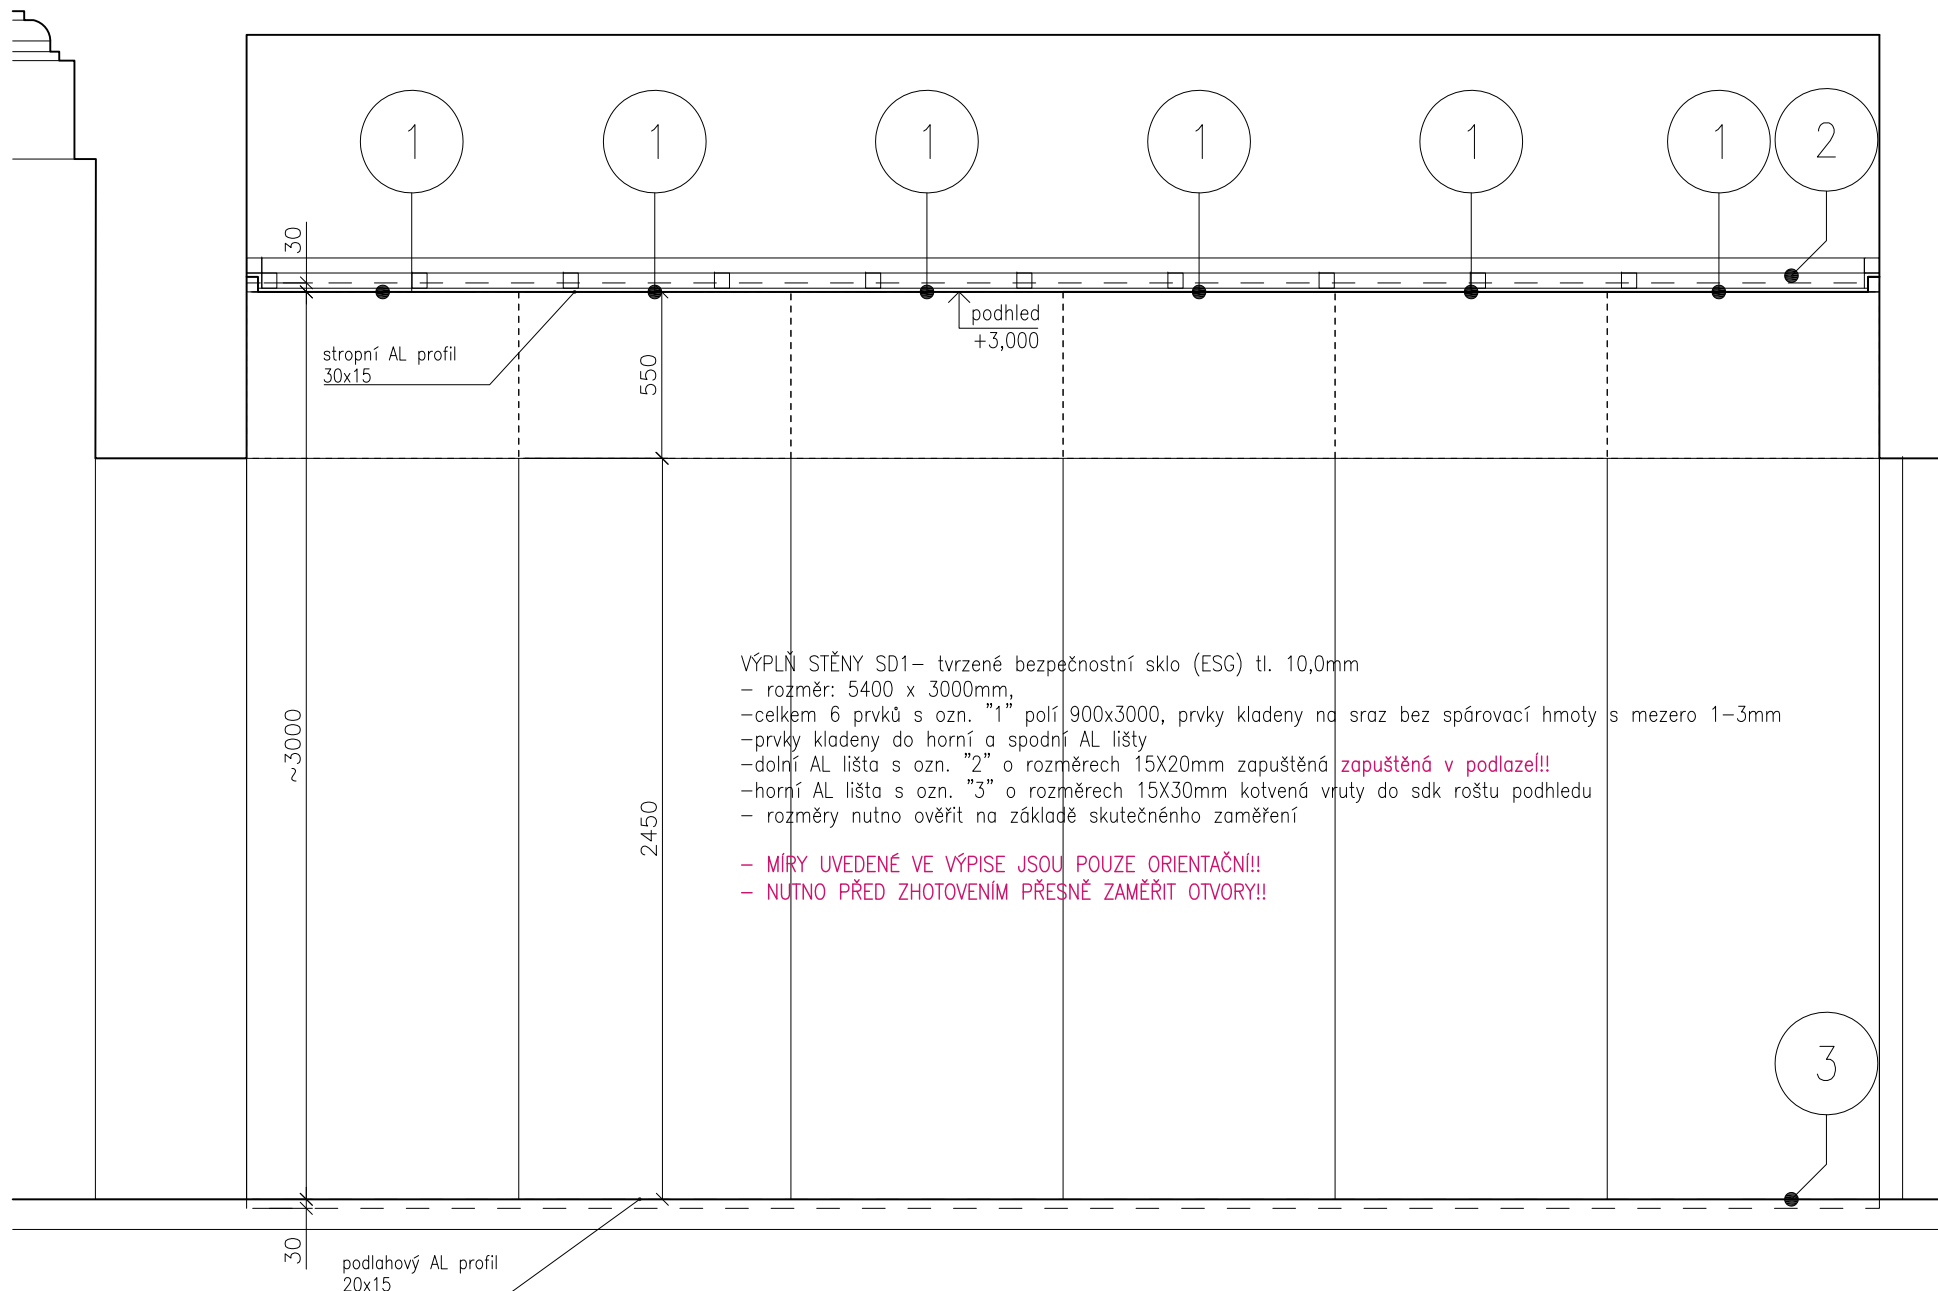 1
1
1
1
1
1
2
30
podhled
+3,000
stropní AL profil
30x15
550
~3000
2450
VÝPLŇ STĚNY SD1– tvrzené bezpečnostní sklo (ESG) tl. 10,0mm
– rozměr: 5400 x 3000mm,
–celkem 6 prvků s ozn. "1" polí 900x3000, prvky kladeny na sraz bez spárovací hmoty s mezero 1–3mm
–prvky kladeny do horní a spodní AL lišty
–dolní AL lišta s ozn. "2" o rozměrech 15X20mm zapuštěná zapuštěná v podlazeí!!
–horní AL lišta s ozn. "3" o rozměrech 15X30mm kotvená vruty do sdk roštu podhledu
– rozměry nutno ověřit na základě skutečnénho zaměření
– MÍRY UVEDENÉ VE VÝPISE JSOU POUZE ORIENTAČNÍ!!
– NUTNO PŘED ZHOTOVENÍM PŘESNĚ ZAMĚŘIT OTVORY!!
3
30
podlahový AL profil
20x15